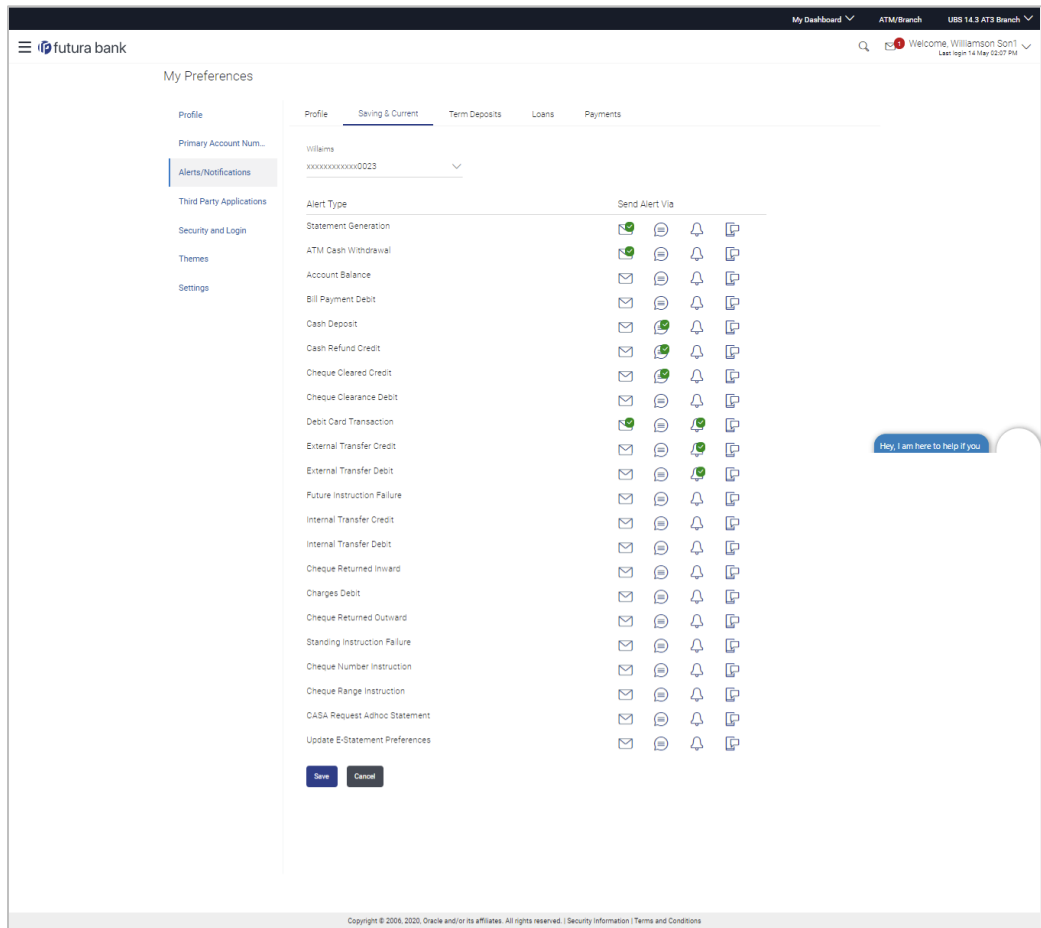 My Dashboard ATM/Branch UBS 14.3 AT3 Branch
futura bank 1 Welcome, Williamson Son1
Last login 14 May 02:07 PM
My Preferences
Profile
Primary Account Num...
Alerts/Notifications
Third Party Applications
Security and Login
Themes
Settings
Profile Saving & Current Term Deposits Loans Payments
Willaims
xxxxxxxxxxxx0023
Alert Type Send Alert Via
Statement Generation
ATM Cash Withdrawal
Account Balance
Bill Payment Debit
Cash Deposit
Cash Refund Credit
Cheque Cleared Credit
Cheque Clearance Debit
Debit Card Transaction
External Transfer Credit
External Transfer Debit
Future Instruction Failure
Internal Transfer Credit
Internal Transfer Debit
Cheque Returned Inward
Charges Debit
Cheque Returned Outward
Standing Instruction Failure
Cheque Number Instruction
Cheque Range Instruction
CASA Request Adhoc Statement
Update E-Statement Preferences
Save Cancel
Hey, I am here to help if you
Copyright © 2006, 2020, Oracle and/or its affiliates. All rights reserved. | Security Information | Terms and Conditions